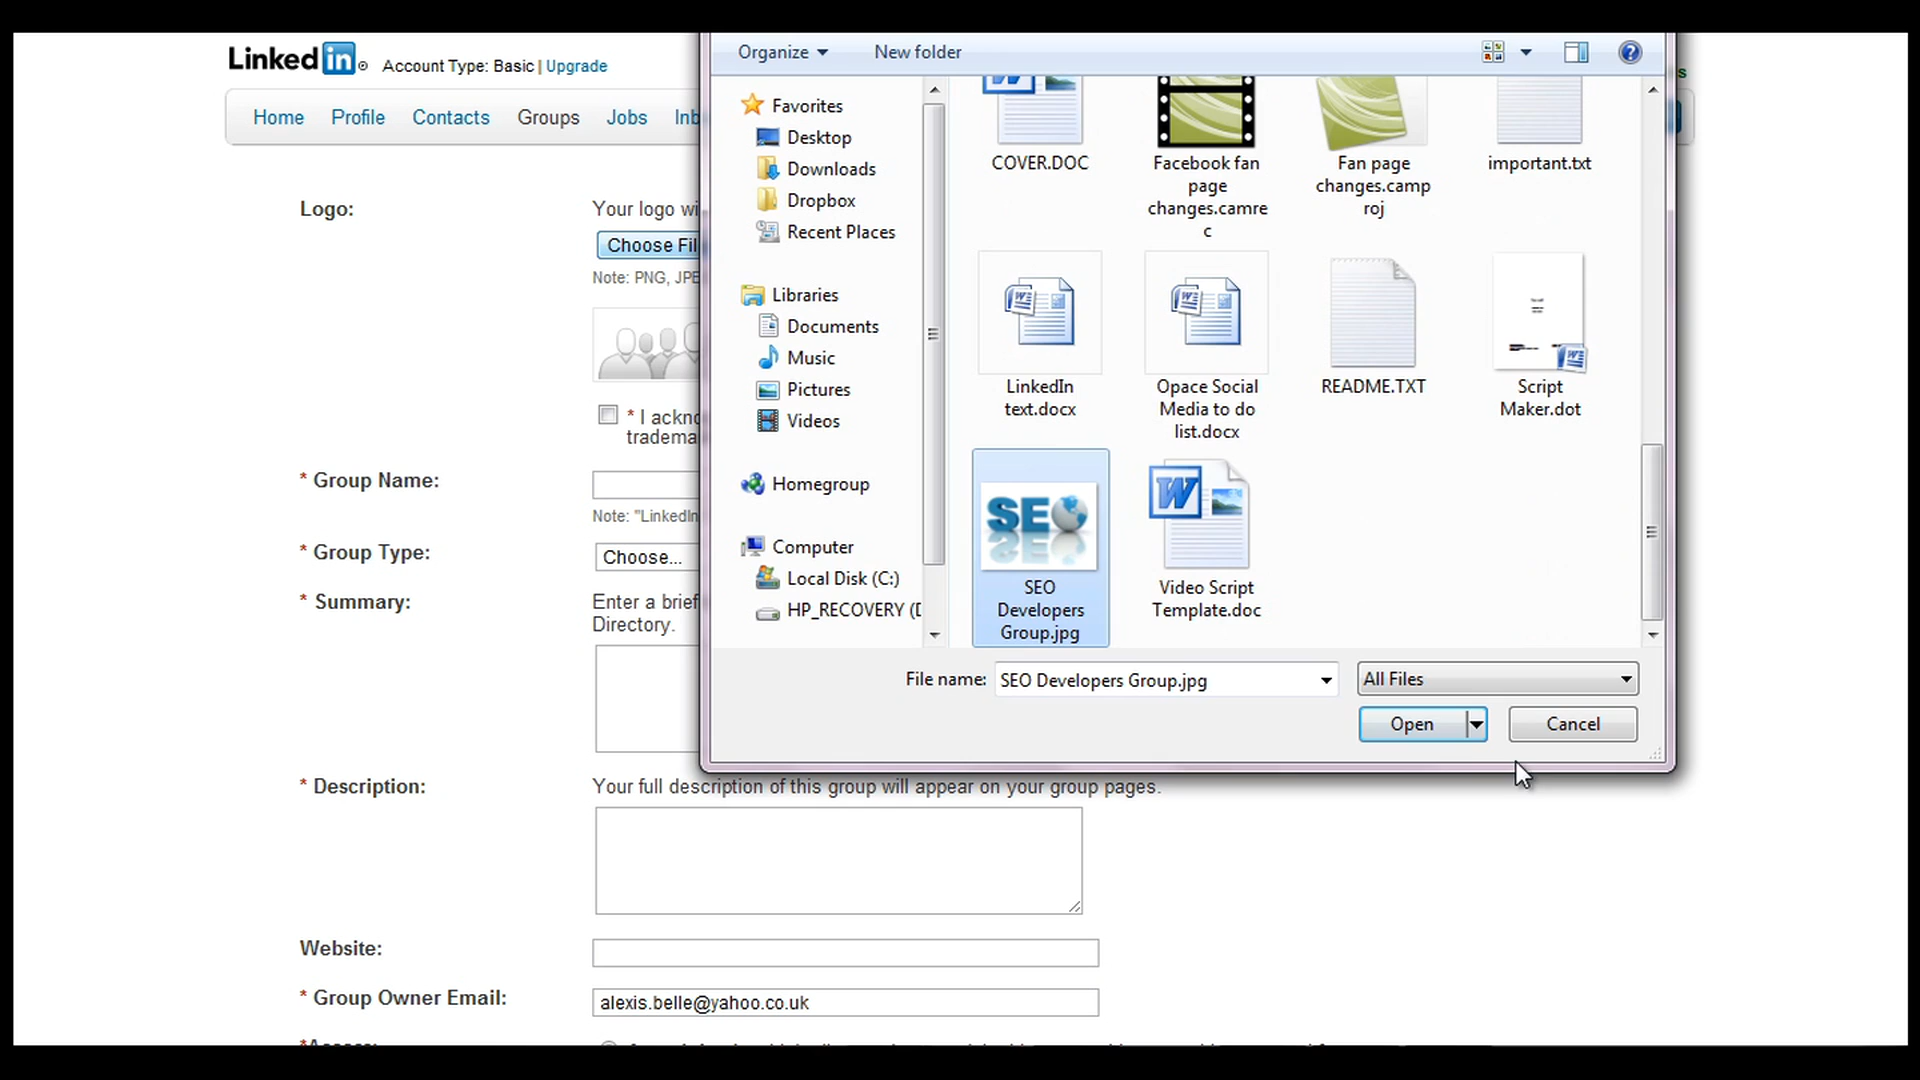 Linked in ® Account Type: Basic | Upgrade
Home Profile Contacts Groups Jobs Inb
Logo:
Your logo wi
Choose Fil
Note: PNG, JPE
* I ackno
tradema
* Group Name:
Note: "LinkedIn
* Group Type:
Choose...
* Summary:
Enter a brief
Directory.
* Description:
Your full description of this group will appear on your group pages.
Website:
* Group Owner Email:
alexis.belle@yahoo.co.uk
Organize New folder
Favorites
Desktop
Downloads
Dropbox
Recent Places
Libraries
Documents
Music
Pictures
Videos
Homegroup
Computer
Local Disk (C:)
HP_RECOVERY (D
COVER.DOC
Facebook fan
page
changes.camre
c
Fan page
changes.camp
roj
important.txt
LinkedIn
text.docx
Opace Social
Media to do
list.docx
README.TXT
Script
Maker.dot
SEO
SEO
Developers
Group.jpg
Video Script
Template.doc
File name: SEO Developers Group.jpg All Files
Open Cancel